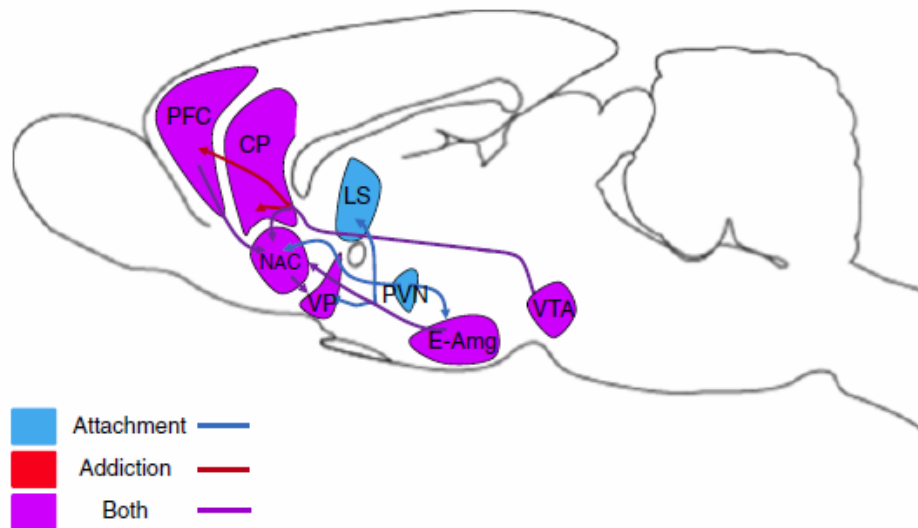 PFC
CP
LS
NAC
PVN
VP
VTA
E-Amg
Attachment
Addiction
Both